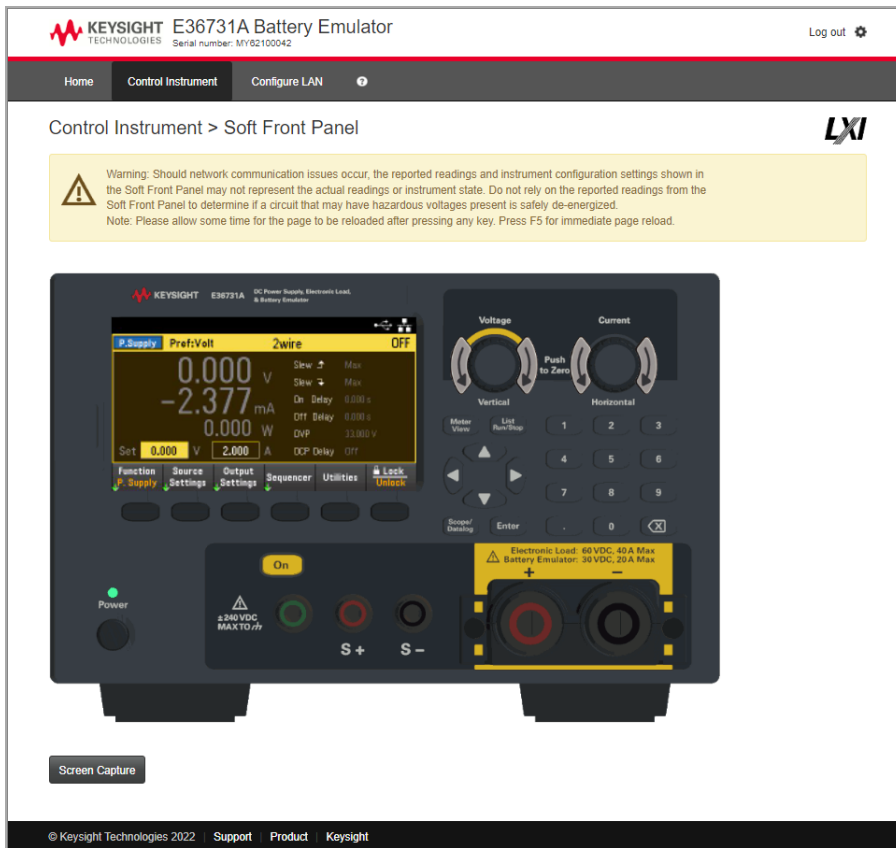 KEYSIGHT
TECHNOLOGIES
E36731A Battery Emulator
Serial number: MY62100042
Log out
Home Control Instrument Configure LAN ?
Control Instrument > Soft Front Panel
LXI
Warning: Should network communication issues occur, the reported readings and instrument configuration settings shown in
the Soft Front Panel may not represent the actual readings or instrument state. Do not rely on the reported readings from the
Soft Front Panel to determine if a circuit that may have hazardous voltages present is safely de-energized.
Note: Please allow some time for the page to be reloaded after pressing any key. Press F5 for immediate page reload.
KEYSIGHT E36731A DC Power Supply, Electronic Load,
& Battery Emulator
P.Supply Pref:Volt 2wire OFF
0.000 V
-2.377 mA
0.000 W
Slew Max
Slew Max
On Delay 0.000 s
Off Delay 0.000 s
OVP 33.000 V
OCP Delay Off
Set 0.000 V 2.000 A
Function
P. Supply
Source
Settings
Output
Settings
Sequencer
Utilities
Lock
Unlock
Voltage
Current
Push
to Zero
Vertical
Horizontal
Meter
View
List
Run/Stop
1 2 3
4 5 6
7 8 9
Scope/
Datalog
Enter
. 0
On
Power
±240 VDC
MAX TO
S +
S −
Electronic Load: 60 VDC, 40 A Max
Battery Emulator: 30 VDC, 20 A Max
+ −
Screen Capture
© Keysight Technologies 2022 | Support | Product | Keysight